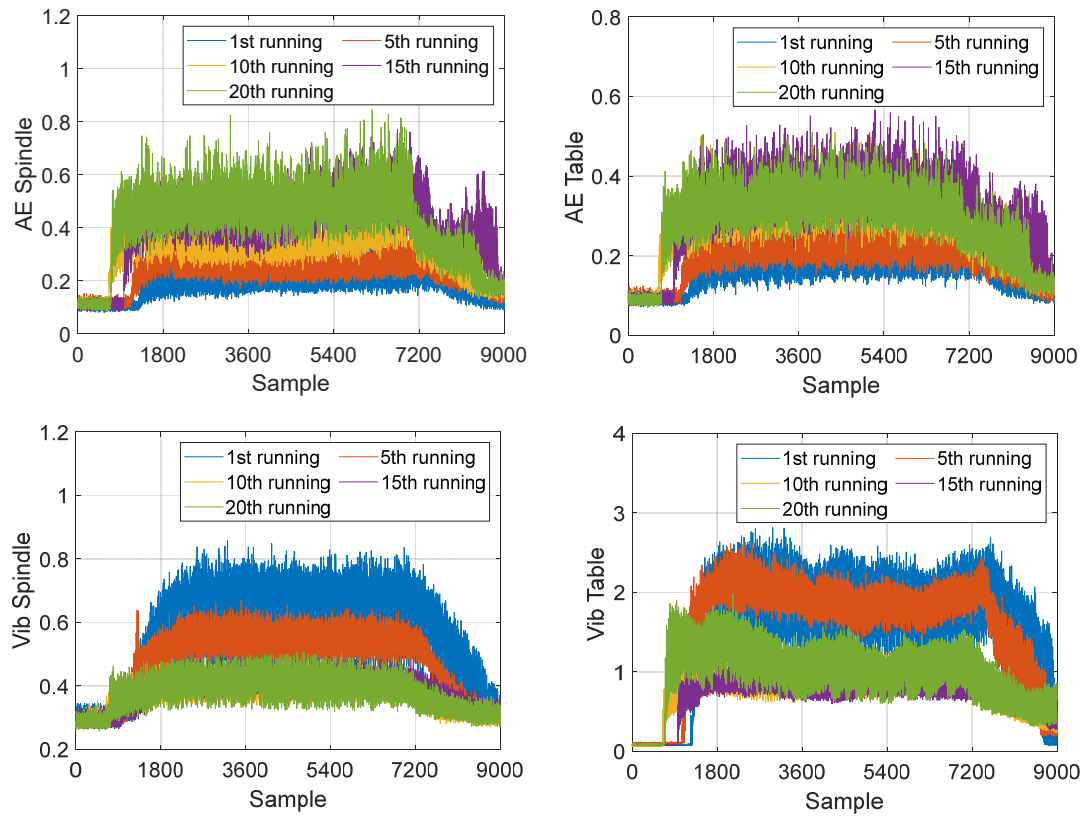 AE Spindle
1.2
1
0.8
0.6
0.4
0.2
0
1st running 5th running
10th running 15th running
20th running
0 1800 3600 5400 7200 9000
Sample
AE Table
0.8
0.6
0.4
0.2
0
1st running 5th running
10th running 15th running
20th running
0 1800 3600 5400 7200 9000
Sample
Vib Spindle
1.2
1
0.8
0.6
0.4
0.2
1st running 5th running
10th running 15th running
20th running
0 1800 3600 5400 7200 9000
Sample
Vib Table
4
3
2
1
0
1st running 5th running
10th running 15th running
20th running
0 1800 3600 5400 7200 9000
Sample